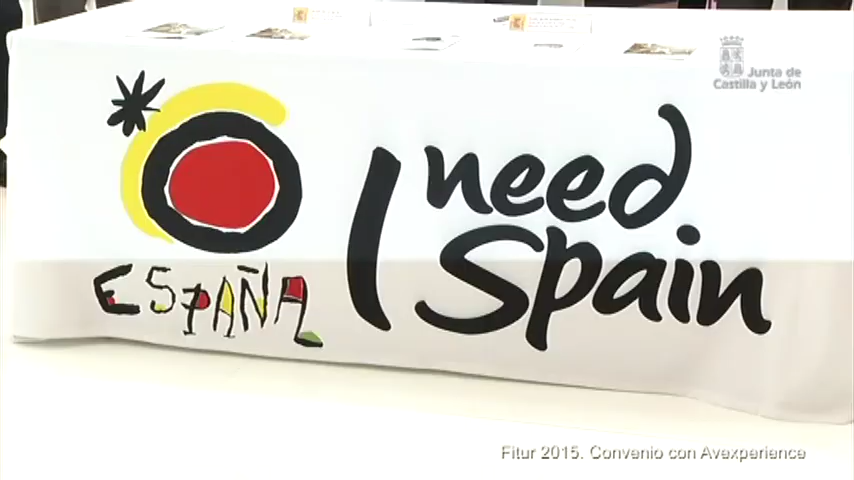 Junta de
Castilla y León
I need
Spain
ESPAÑA
Fitur 2015. Convenio con Avexperience